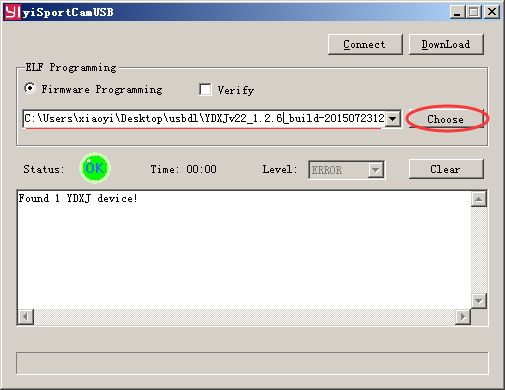 yiSportCamUSB
Connect
DownLoad
ELF Programming
Firmware Programming
Verify
C:\Users\xiaoyi\Desktop\usbdl\YDXJv22_1.2.6_build-2015072312
Choose
Status:
OK
Time: 00:00
Level:
ERROR
Clear
Found 1 YDXJ device!